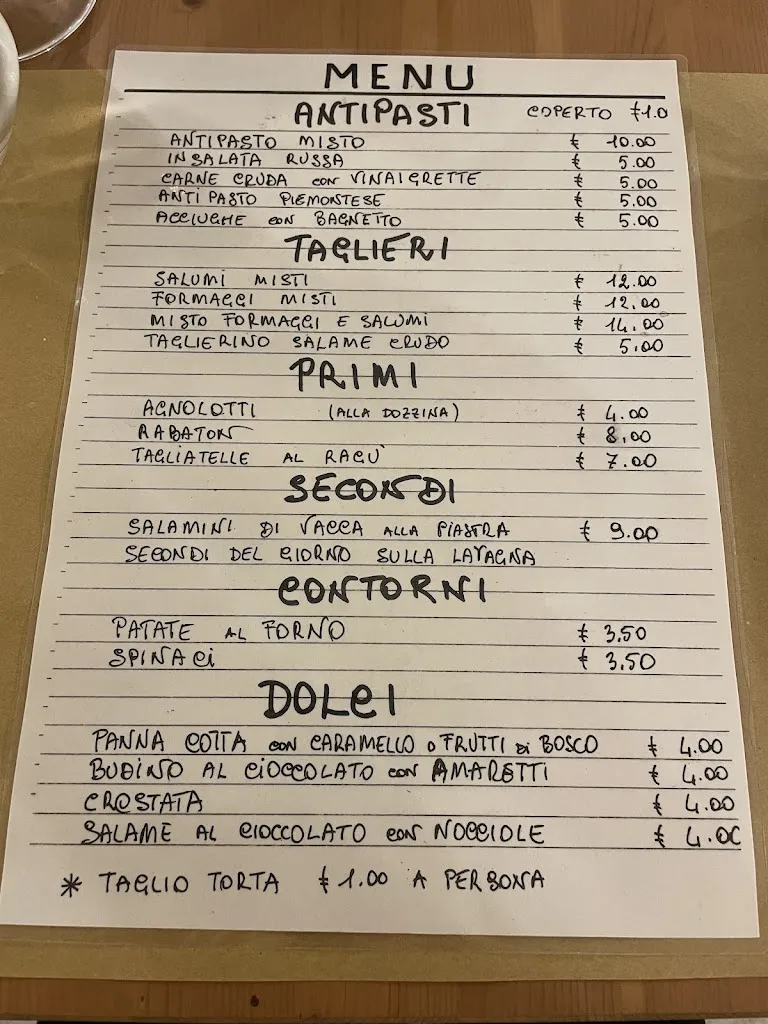 MENU
ANTIPASTI COPERTO €1.0
ANTIPASTO MISTO € 10.00
INSALATA RUSSA € 5.00
CARNE CRUDA con VINAIGRETTE € 5.00
ANTIPASTO PIEMONTESE € 5.00
ACCIUGHE con BAGNETTO € 5.00
TAGLIERI
SALUMI MISTI € 12.00
FORMAGGI MISTI € 12.00
MISTO FORMAGGI E SALUMI € 14.00
TAGLIERINO SALAME CRUDO € 5.00
PRIMI
AGNOLOTTI (ALLA DOZZINA) € 4.00
RABATON € 8.00
TAGLIATELLE AL RAGU' € 7.00
SECONDI
SALAMINI DI VACCA ALLA PIASTRA € 9.00
SECONDI DEL GIORNO SULLA LAVAGNA
CONTORNI
PATATE AL FORNO € 3.50
SPINACI € 3.50
DOLCI
PANNA COTTA con CARAMELLO o FRUTTI di BOSCO € 4.00
BUDINO AL CIOCCOLATO con AMARETTI € 4.00
CROSTATA € 4.00
SALAME AL CIOCCOLATO con NOCCIOLE € 4.00
* TAGLIO TORTA € 1.00 A PERSONA